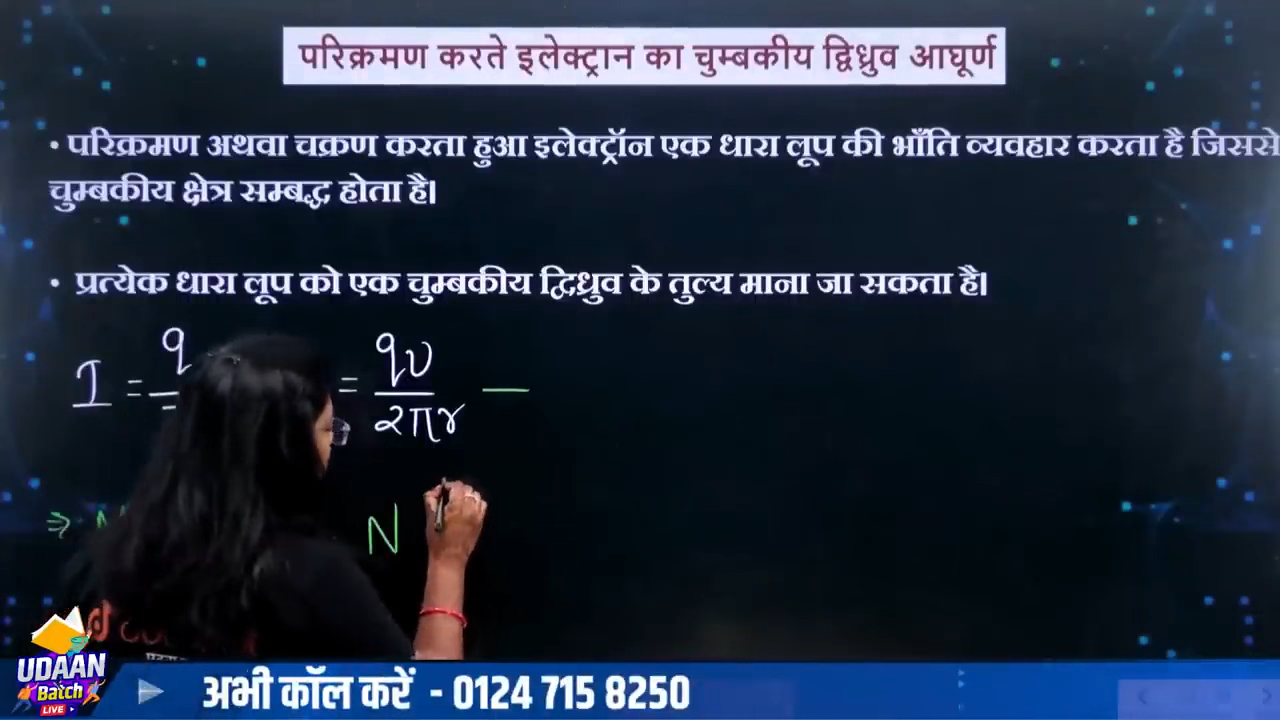 परिक्रमण करते इलेक्ट्रान का चुम्बकीय द्विध्रुव आघूर्ण
• परिक्रमण अथवा चक्रण करता हुआ इलेक्ट्रॉन एक धारा लूप की भाँति व्यवहार करता है जिससे
चुम्बकीय क्षेत्र सम्बद्ध होता है।
• प्रत्येक धारा लूप को एक चुम्बकीय द्विध्रुव के तुल्य माना जा सकता है।
I = q = qυ —
2πr
⇒ N
UDAAN
Batch
LIVE
अभी कॉल करें - 0124 715 8250